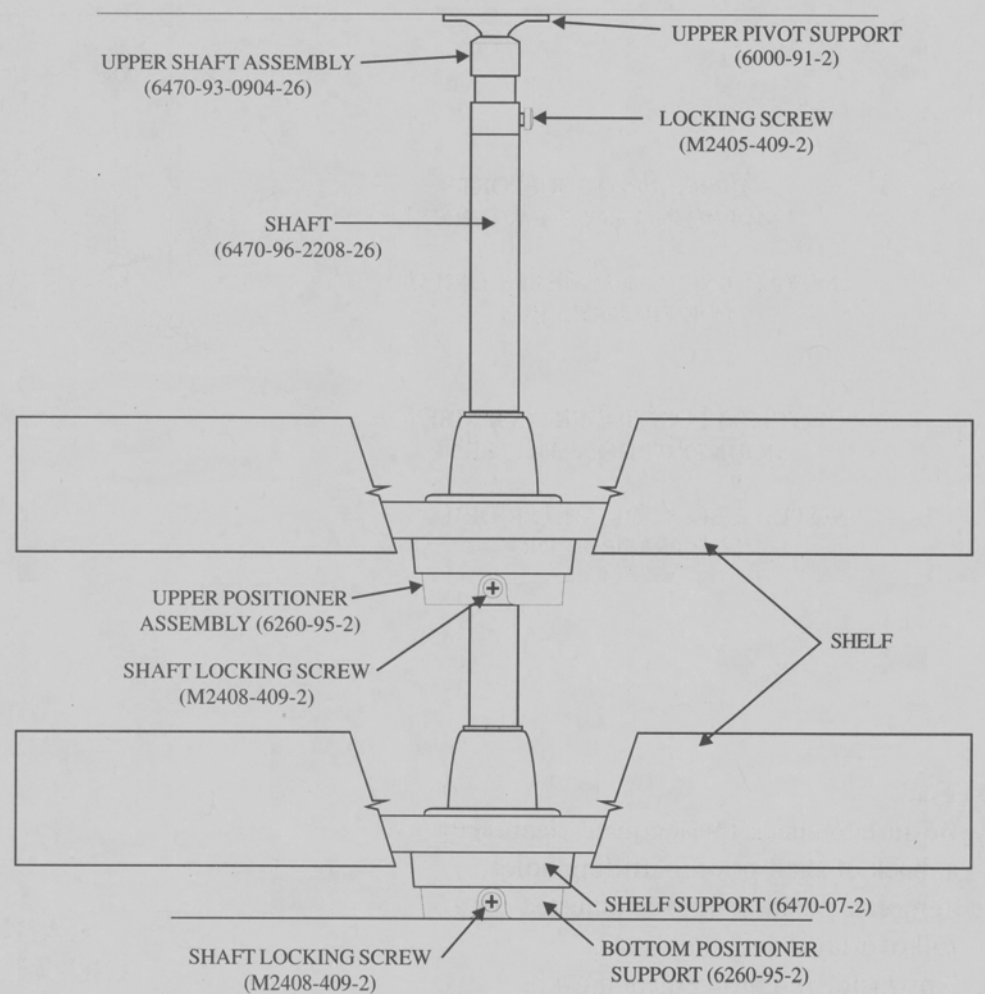 UPPER PIVOT SUPPORT
(6000-91-2)
UPPER SHAFT ASSEMBLY
(6470-93-0904-26)
LOCKING SCREW
(M2405-409-2)
SHAFT
(6470-96-2208-26)
UPPER POSITIONER
ASSEMBLY (6260-95-2)
SHELF
SHAFT LOCKING SCREW
(M2408-409-2)
SHELF SUPPORT (6470-07-2)
SHAFT LOCKING SCREW
(M2408-409-2)
BOTTOM POSITIONER
SUPPORT (6260-95-2)